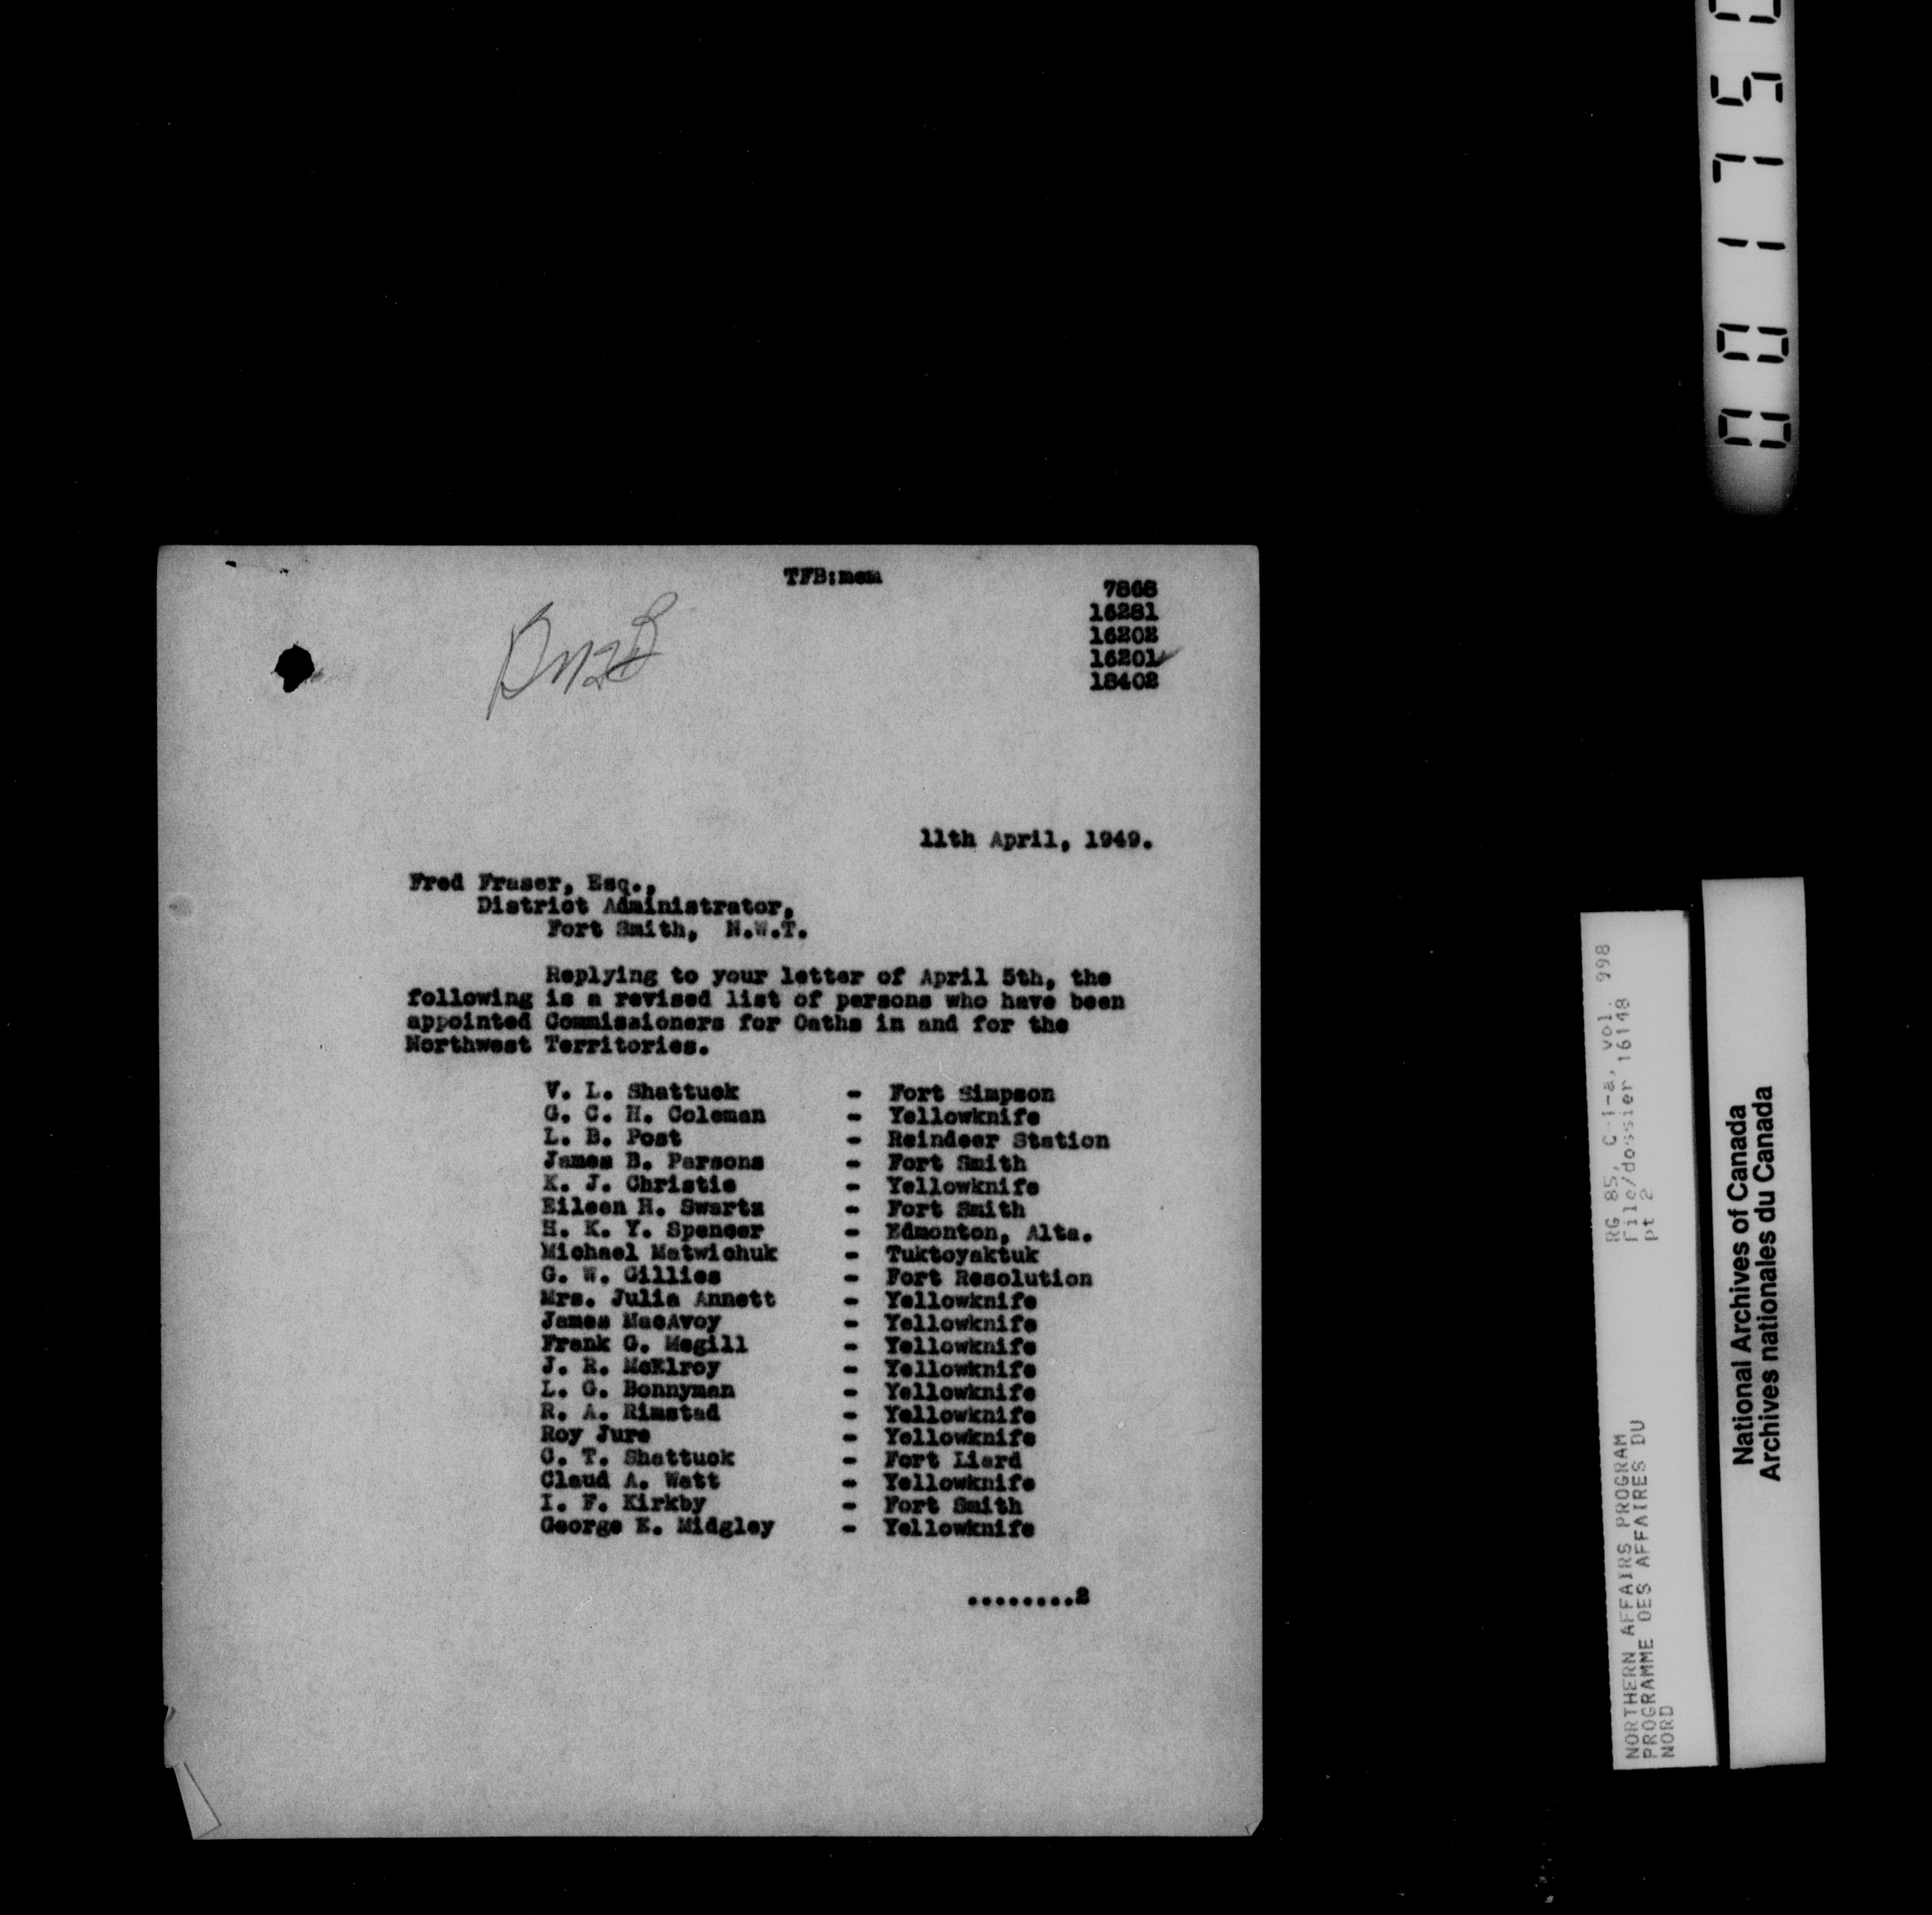 TFB:mem
7868
16281
16202
16201
18402
11th April, 1949.
Fred Fraser, Esq.,
District Administrator,
Fort Smith, N.W.T.
Replying to your letter of April 5th, the
following is a revised list of persons who have been
appointed Commissioners for Oaths in and for the
Northwest Territories.
V. L. Shattuck - Fort Simpson
G. C. H. Coleman - Yellowknife
L. B. Post - Reindeer Station
James B. Parsons - Fort Smith
K. J. Christie - Yellowknife
Eileen H. Swarts - Fort Smith
H. K. Y. Spencer - Edmonton, Alta.
Michael Matwichuk - Tuktoyaktuk
G. W. Gillies - Fort Resolution
Mrs. Julia Annett - Yellowknife
James MacAvoy - Yellowknife
Frank G. Megill - Yellowknife
J. R. McElroy - Yellowknife
L. G. Bonnyman - Yellowknife
R. A. Rimstad - Yellowknife
Roy Jure - Yellowknife
C. T. Shattuck - Fort Liard
Claud A. Watt - Yellowknife
I. F. Kirkby - Fort Smith
George E. Midgley - Yellowknife
........2
001750
RG 85, C-1-a, vol. 998
File/dossier 16148
pt 2
NORTHERN AFFAIRS PROGRAM
PROGRAMME DES AFFAIRES DU
NORD
National Archives of Canada
Archives nationales du Canada